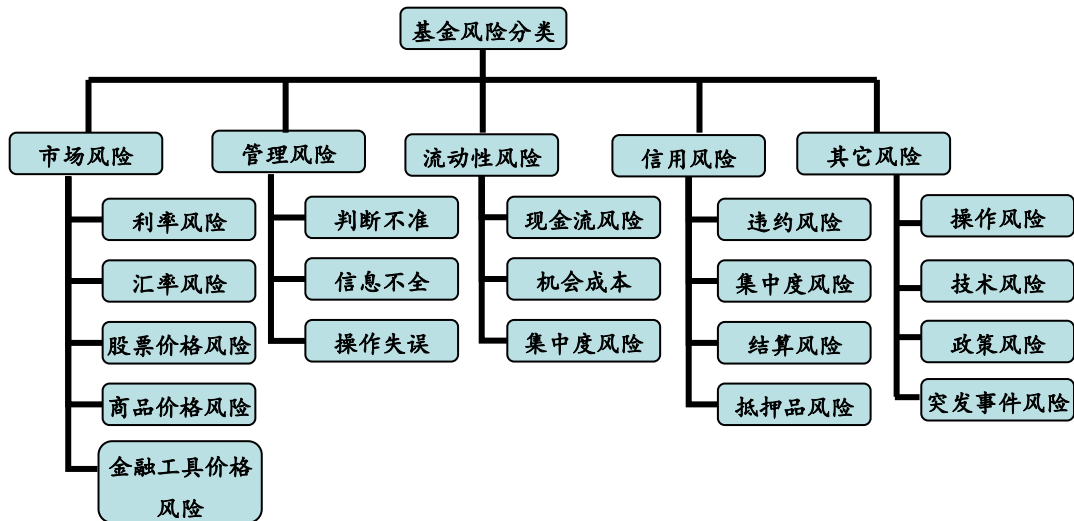 基金风险分类
市场风险
管理风险
流动性风险
信用风险
其它风险
利率风险
汇率风险
股票价格风险
商品价格风险
金融工具价格
风险
判断不准
信息不全
操作失误
现金流风险
机会成本
集中度风险
违约风险
集中度风险
结算风险
抵押品风险
操作风险
技术风险
政策风险
突发事件风险